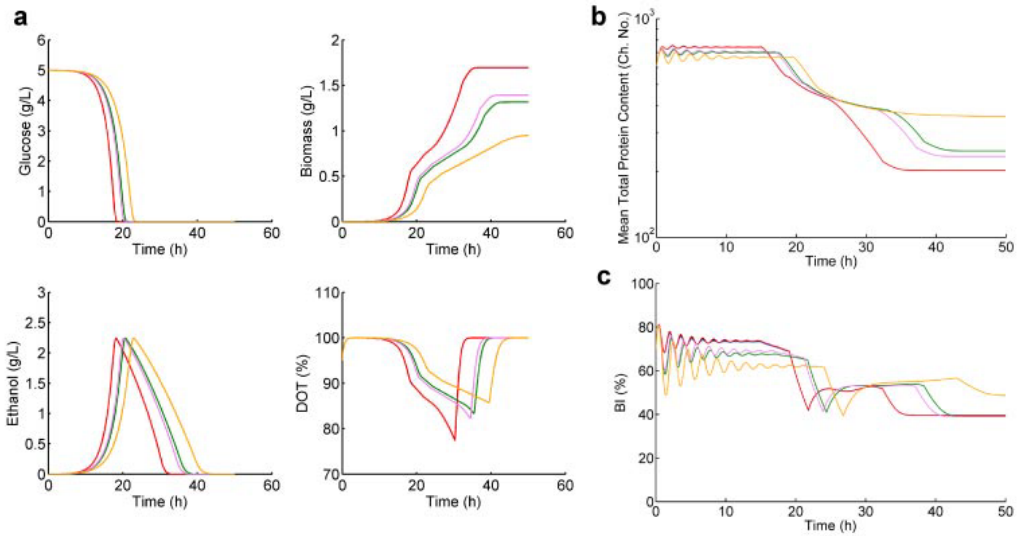 a
Glucose (g/L)
6
5
4
3
2
1
0
0 20 40 60
Time (h)
Biomass (g/L)
2
1.5
1
0.5
0
0 20 40 60
Time (h)
Ethanol (g/L)
3
2.5
2
1.5
1
0.5
0
0 20 40 60
Time (h)
DOT (%)
110
100
90
80
70
0 20 40 60
Time (h)
b
Mean Total Protein Content (Ch. No.)
10³
10²
0 10 20 30 40 50
Time (h)
c
BI (%)
100
80
60
40
20
0
0 10 20 30 40 50
Time (h)